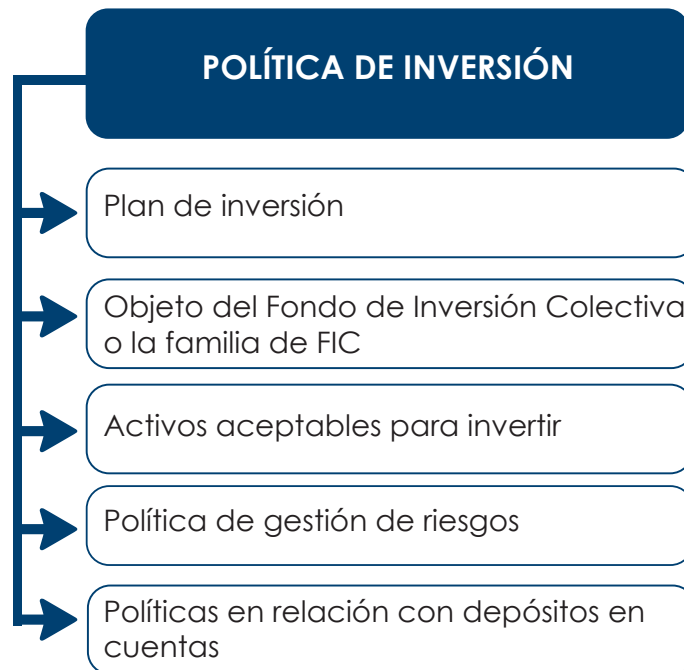 POLÍTICA DE INVERSIÓN
Plan de inversión
Objeto del Fondo de Inversión Colectiva
o la familia de FIC
Activos aceptables para invertir
Política de gestión de riesgos
Políticas en relación con depósitos en
cuentas